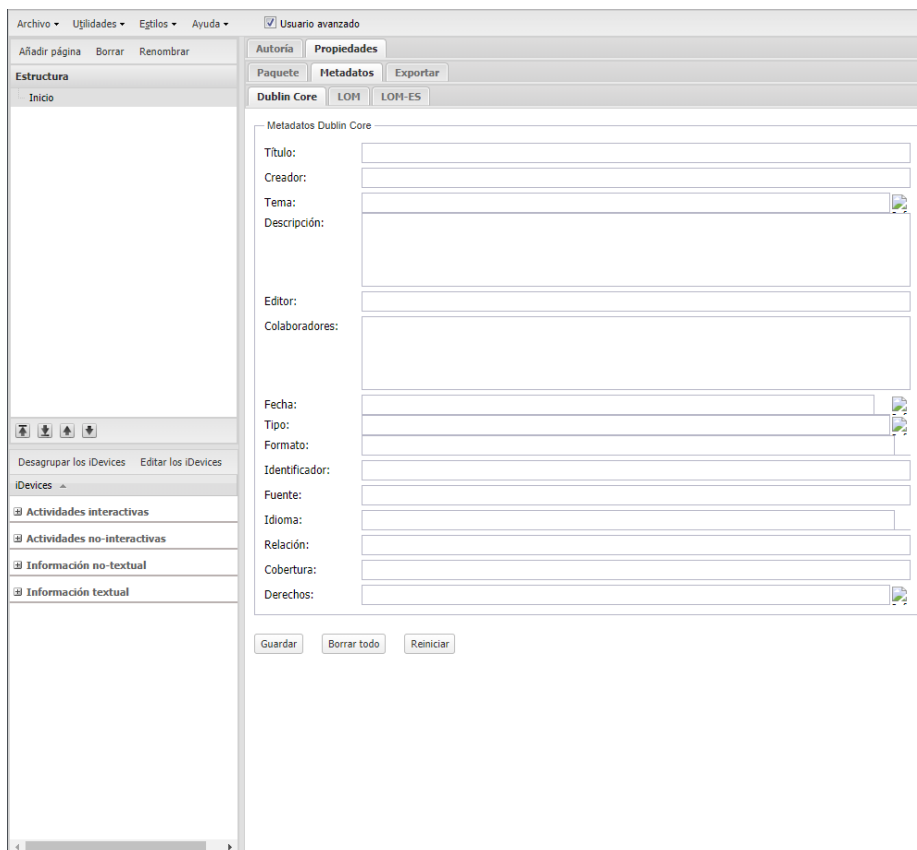 Archivo Utilidades Estilos Ayuda Usuario avanzado
Añadir página Borrar Renombrar
Estructura
Inicio
Autoría Propiedades
Paquete Metadatos Exportar
Dublin Core LOM LOM-ES
Metadatos Dublin Core
Título:
Creador:
Tema:
Descripción:
Editor:
Colaboradores:
Fecha:
Tipo:
Formato:
Identificador:
Fuente:
Idioma:
Relación:
Cobertura:
Derechos:
Guardar Borrar todo Reiniciar
Desagrupar los iDevices Editar los iDevices
iDevices
Actividades interactivas
Actividades no-interactivas
Información no-textual
Información textual